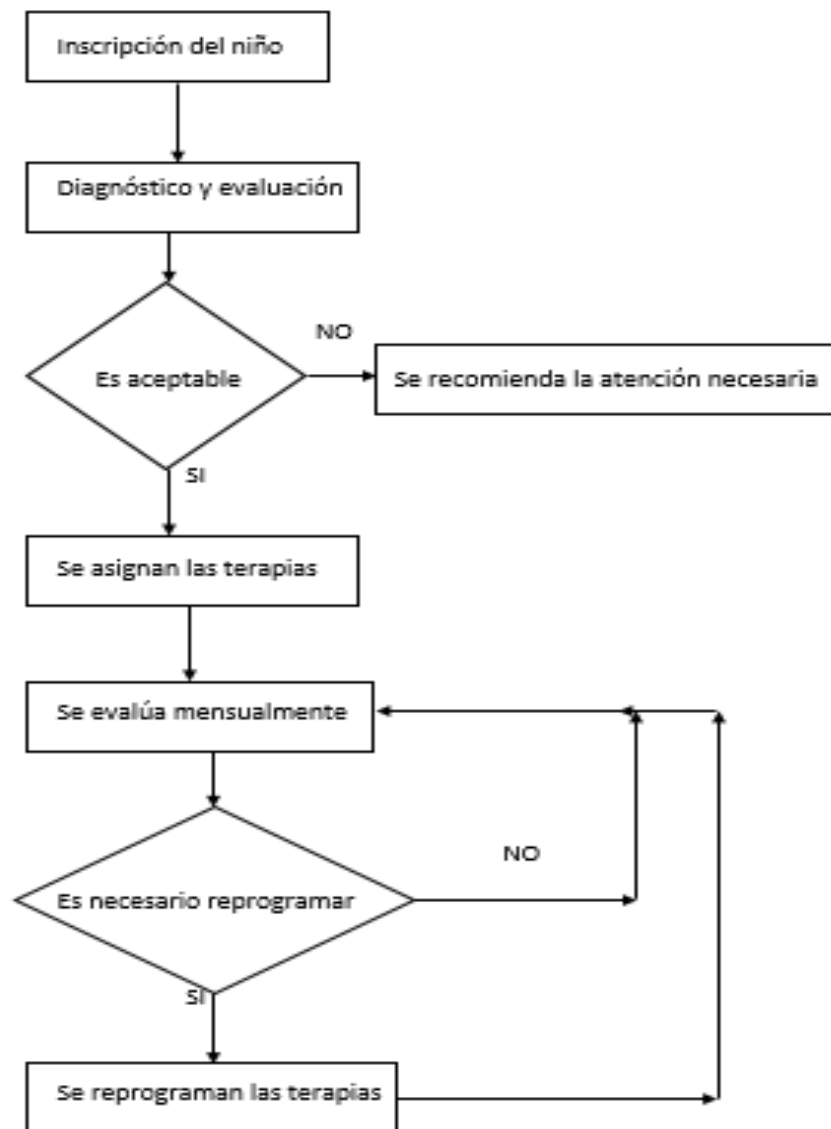 Inscripción del niño
Diagnóstico y evaluación
NO
Es aceptable
Se recomienda la atención necesaria
SI
Se asignan las terapias
Se evalúa mensualmente
NO
Es necesario reprogramar
SI
Se reprograman las terapias